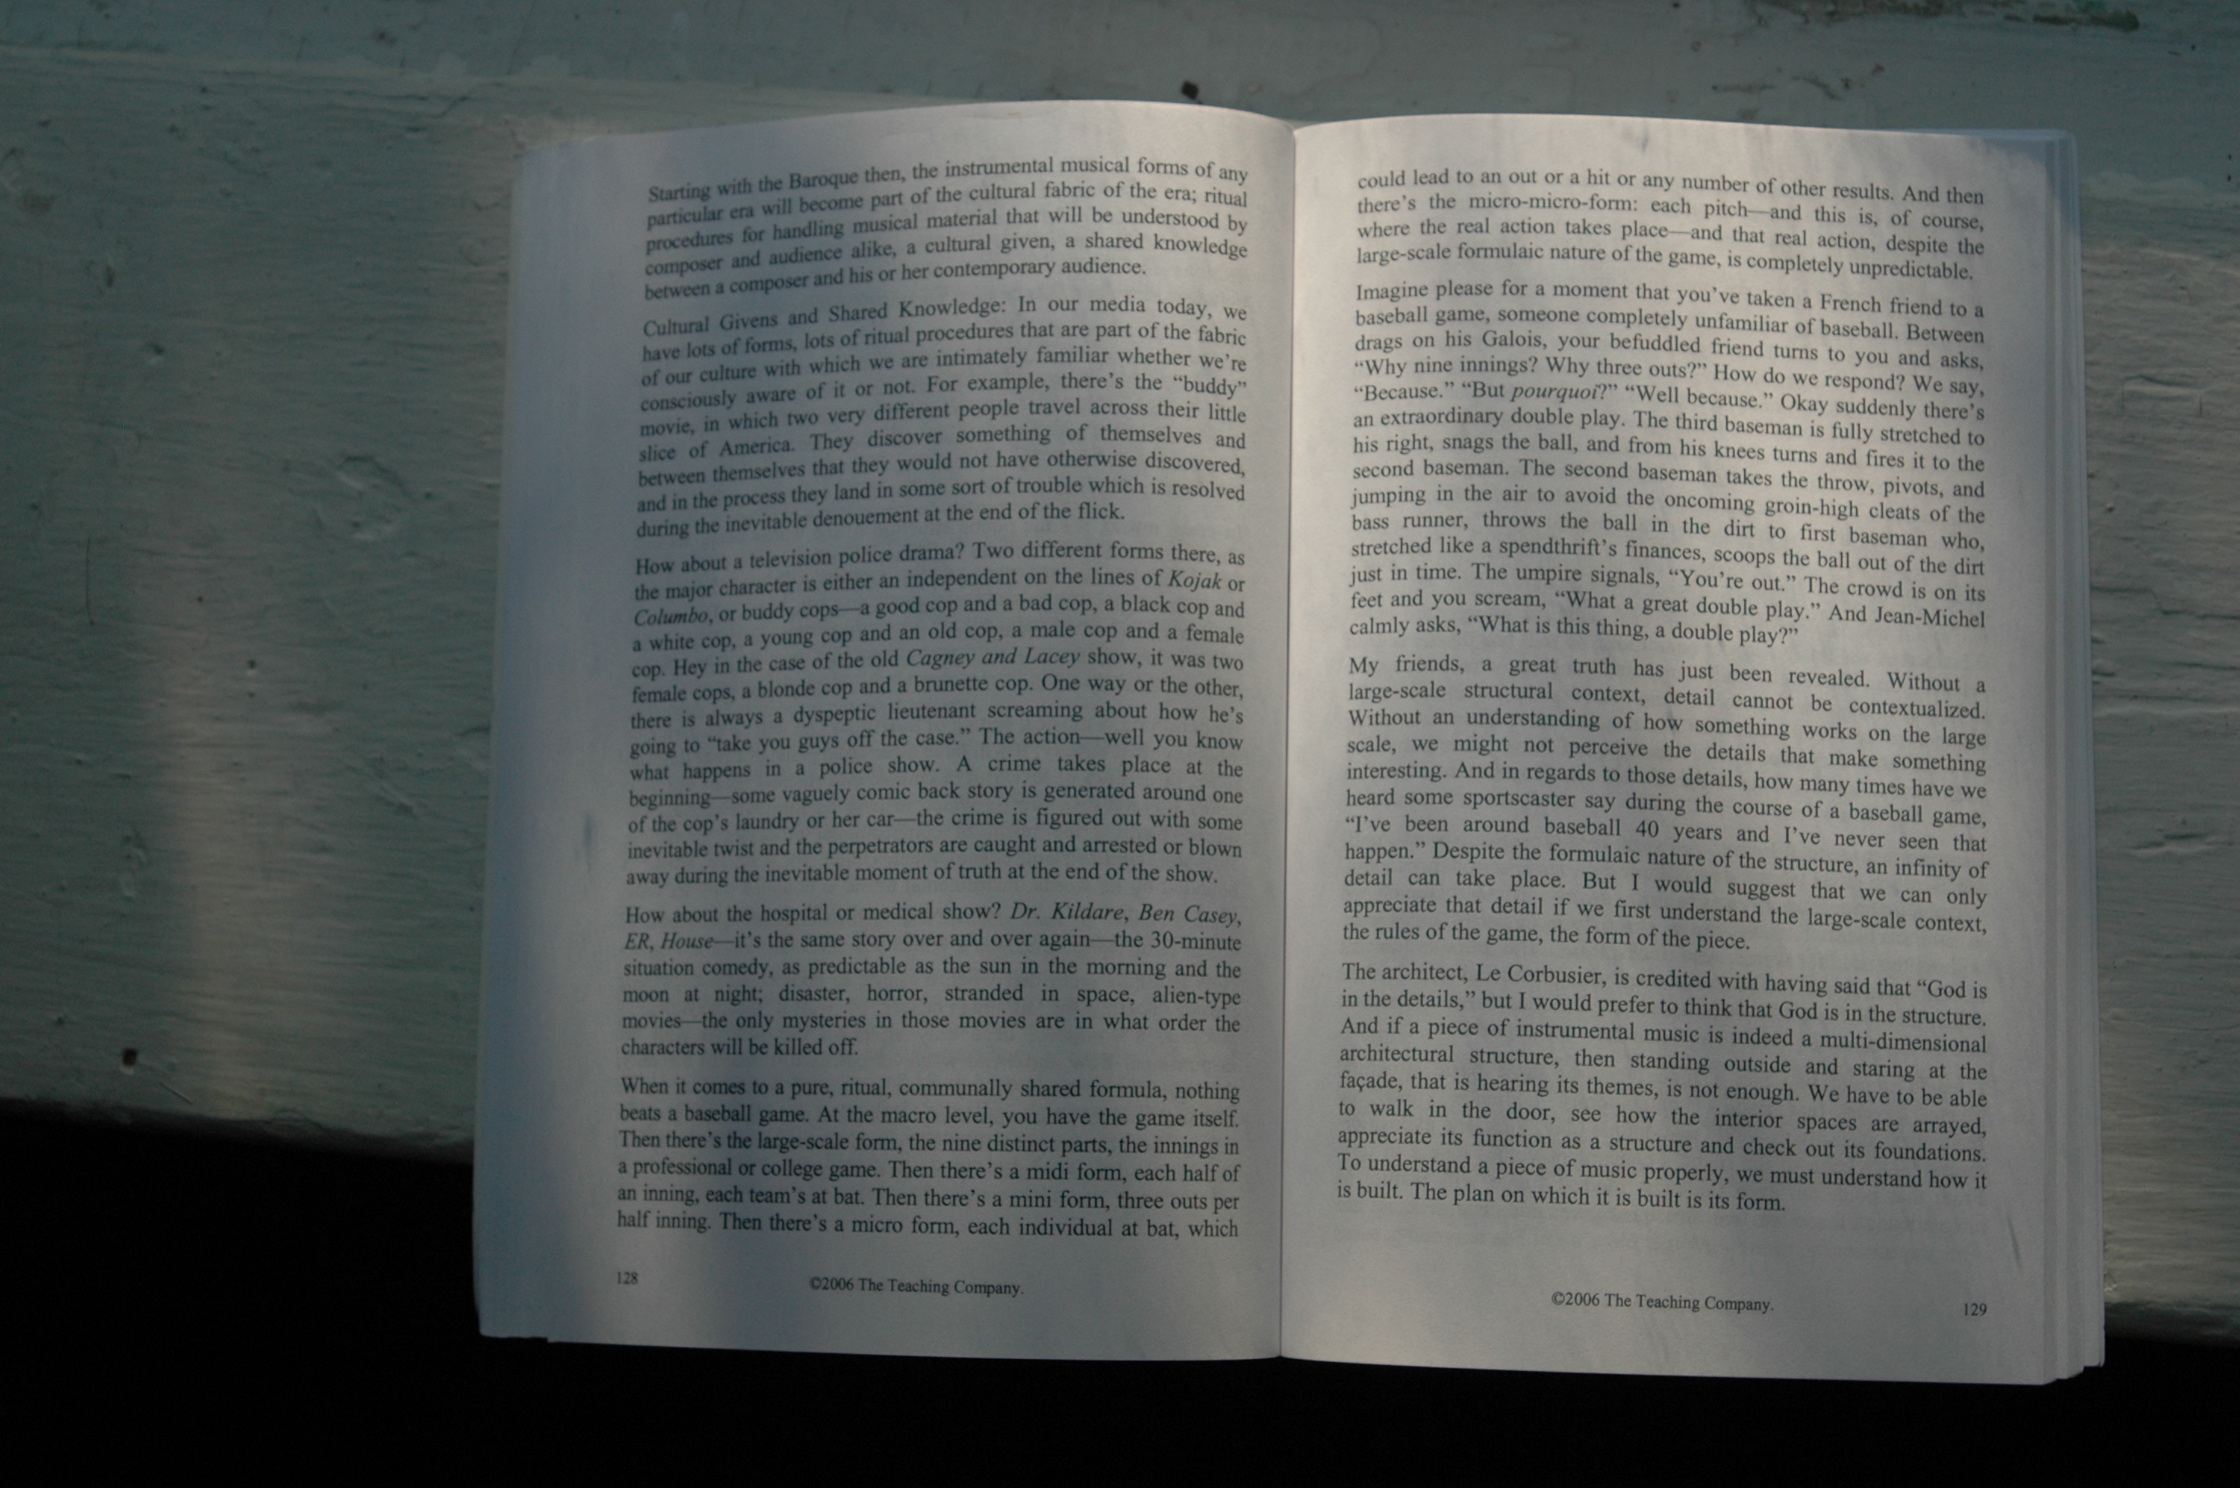 Starting with the Baroque then, the instrumental musical forms of any
particular era will become part of the cultural fabric of the era; ritual
procedures for handling musical material that will be understood by
composer and audience alike, a cultural given, a shared knowledge
between a composer and his or her contemporary audience.
Cultural Givens and Shared Knowledge: In our media today, we
have lots of forms, lots of ritual procedures that are part of the fabric
of our culture with which we are intimately familiar whether we're
consciously aware of it or not. For example, there's the “buddy”
movie, in which two very different people travel across their little
slice of America. They discover something of themselves and
between themselves that they would not have otherwise discovered,
and in the process they land in some sort of trouble which is resolved
during the inevitable denouement at the end of the flick.
How about a television police drama? Two different forms there, as
the major character is either an independent on the lines of Kojak or
Columbo, or buddy cops—a good cop and a bad cop, a black cop and
a white cop, a young cop and an old cop, a male cop and a female
cop. Hey in the case of the old Cagney and Lacey show, it was two
female cops, a blonde cop and a brunette cop. One way or the other,
there is always a dyspeptic lieutenant screaming about how he's
going to “take you guys off the case.” The action—well you know
what happens in a police show. A crime takes place at the
beginning—some vaguely comic back story is generated around one
of the cop's laundry or her car—the crime is figured out with some
inevitable twist and the perpetrators are caught and arrested or blown
away during the inevitable moment of truth at the end of the show.
How about the hospital or medical show? Dr. Kildare, Ben Casey,
ER, House—it's the same story over and over again—the 30-minute
situation comedy, as predictable as the sun in the morning and the
moon at night; disaster, horror, stranded in space, alien-type
movies—the only mysteries in those movies are in what order the
characters will be killed off.
When it comes to a pure, ritual, communally shared formula, nothing
beats a baseball game. At the macro level, you have the game itself.
Then there's the large-scale form, the nine distinct parts, the innings in
a professional or college game. Then there's a midi form, each half of
an inning, each team's at bat. Then there's a mini form, three outs per
half inning. Then there's a micro form, each individual at bat, which
128
©2006 The Teaching Company.
could lead to an out or a hit or any number of other results. And then
there's the micro-micro-form: each pitch—and this is, of course,
where the real action takes place—and that real action, despite the
large-scale formulaic nature of the game, is completely unpredictable.
Imagine please for a moment that you've taken a French friend to a
baseball game, someone completely unfamiliar of baseball. Between
drags on his Galois, your befuddled friend turns to you and asks,
“Why nine innings? Why three outs?” How do we respond? We say,
“Because.” “But pourquoi?” “Well because.” Okay suddenly there's
an extraordinary double play. The third baseman is fully stretched to
his right, snags the ball, and from his knees turns and fires it to the
second baseman. The second baseman takes the throw, pivots, and
jumping in the air to avoid the oncoming groin-high cleats of the
bass runner, throws the ball in the dirt to first baseman who,
stretched like a spendthrift's finances, scoops the ball out of the dirt
just in time. The umpire signals, “You're out.” The crowd is on its
feet and you scream, “What a great double play.” And Jean-Michel
calmly asks, “What is this thing, a double play?”
My friends, a great truth has just been revealed. Without a
large-scale structural context, detail cannot be contextualized.
Without an understanding of how something works on the large
scale, we might not perceive the details that make something
interesting. And in regards to those details, how many times have we
heard some sportscaster say during the course of a baseball game,
“I've been around baseball 40 years and I've never seen that
happen.” Despite the formulaic nature of the structure, an infinity of
detail can take place. But I would suggest that we can only
appreciate that detail if we first understand the large-scale context,
the rules of the game, the form of the piece.
The architect, Le Corbusier, is credited with having said that “God is
in the details,” but I would prefer to think that God is in the structure.
And if a piece of instrumental music is indeed a multi-dimensional
architectural structure, then standing outside and staring at the
façade, that is hearing its themes, is not enough. We have to be able
to walk in the door, see how the interior spaces are arrayed,
appreciate its function as a structure and check out its foundations.
To understand a piece of music properly, we must understand how it
is built. The plan on which it is built is its form.
©2006 The Teaching Company.
129